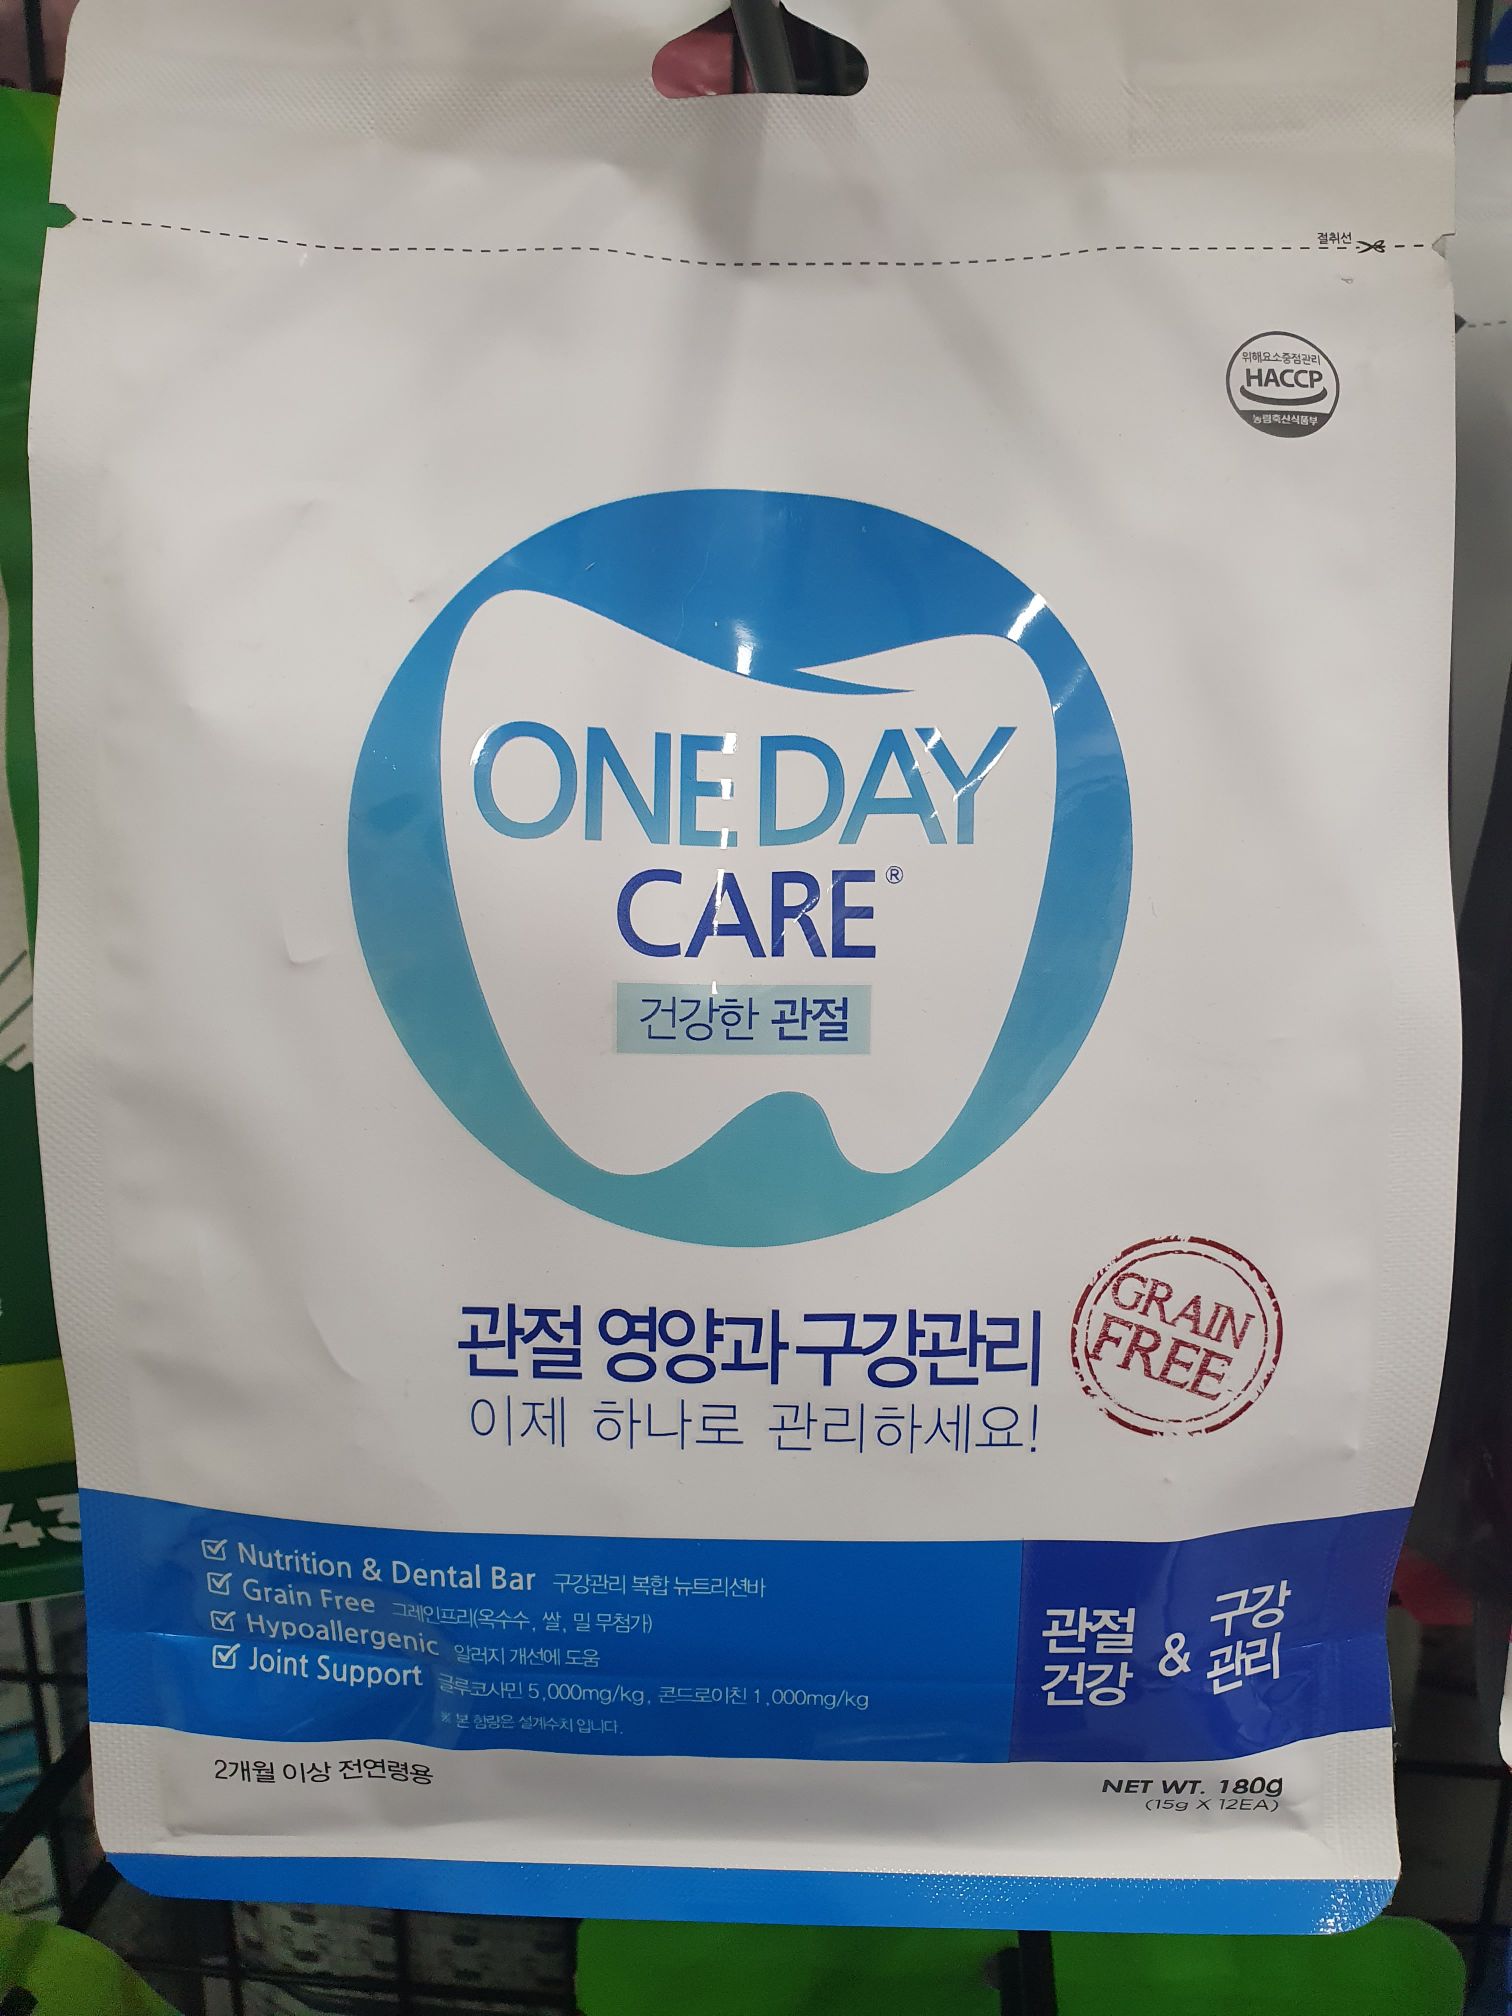 절취선
위해요소중점관리
HACCP
농림축산식품부
ONE DAY
CARE®
건강한 관절
관절 영양과 구강관리
이제 하나로 관리하세요!
GRAIN
FREE
Nutrition & Dental Bar 구강관리 복합 뉴트리션바
Grain Free 그레인프리(옥수수, 쌀, 밀 무첨가)
Hypoallergenic 알러지 개선에 도움
Joint Support 글루코사민 5,000mg/kg, 콘드로이친 1,000mg/kg
※ 본 함량은 설계수치 입니다.
관절
건강
&
구강
관리
2개월 이상 전연령용
NET WT. 180g
(15g X 12EA)
43